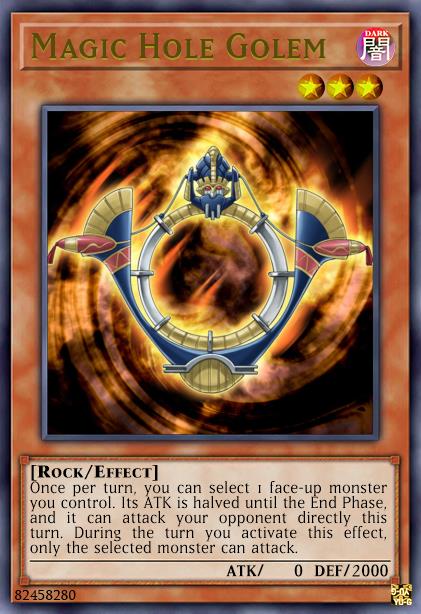 Magic Hole Golem
DARK
闇
[Rock/Effect]
Once per turn, you can select 1 face-up monster
you control. Its ATK is halved until the End Phase,
and it can attack your opponent directly this
turn. During the turn you activate this effect,
only the selected monster can attack.
ATK/ 0 DEF/2000
82458280